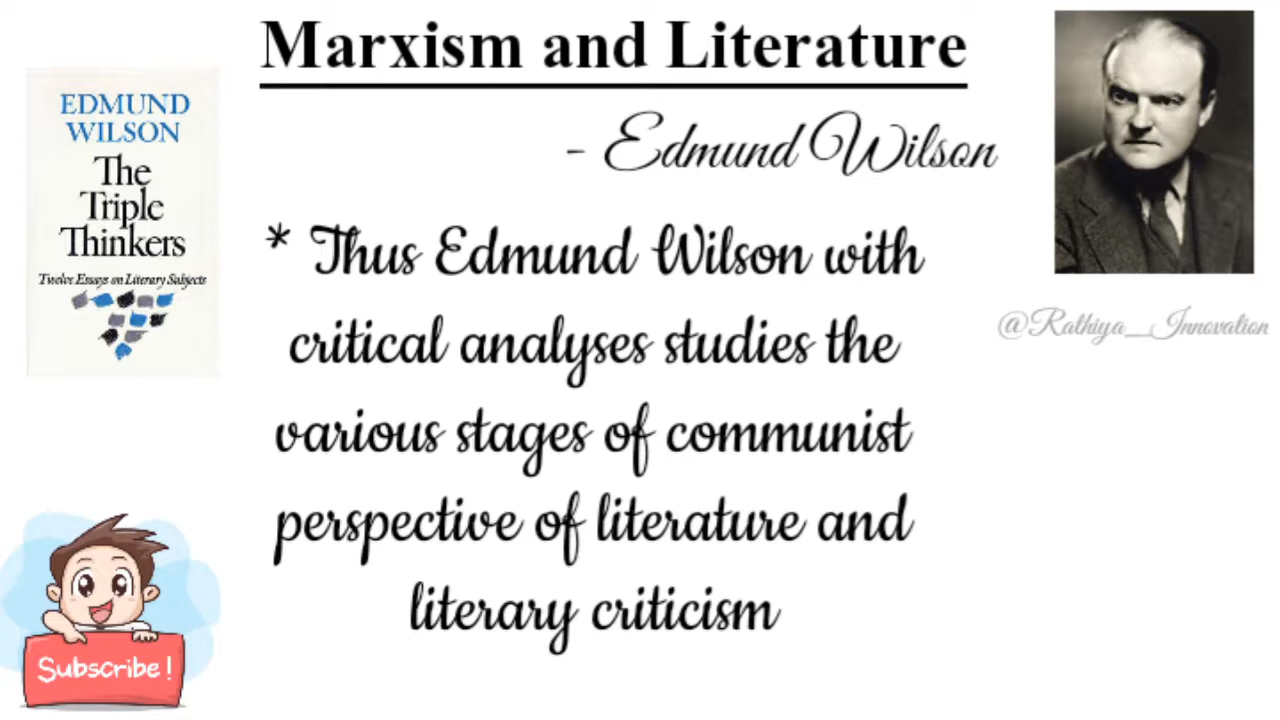 Marxism and Literature
- Edmund Wilson
EDMUND
WILSON
The
Triple
Thinkers
Twelve Essays on Literary Subjects
@Rathiya_Innovation
* Thus Edmund Wilson with
critical analyses studies the
various stages of communist
perspective of literature and
literary criticism
Subscribe!